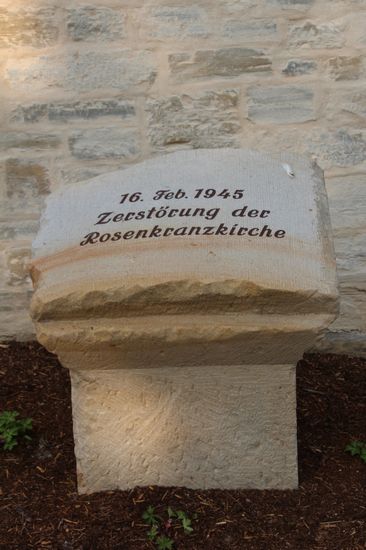 16. Feb. 1945
Zerstörung der
Rosenkranzkirche